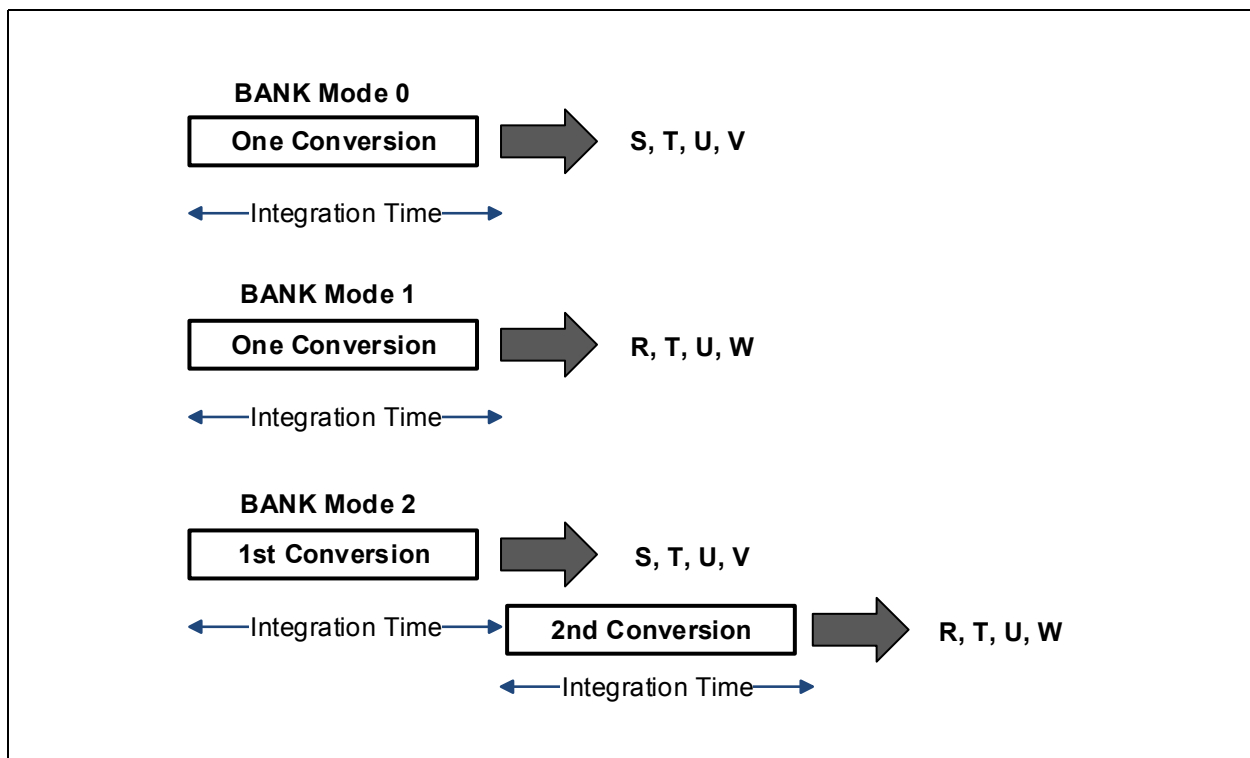 BANK Mode 0
One Conversion
S, T, U, V
Integration Time
BANK Mode 1
One Conversion
R, T, U, W
Integration Time
BANK Mode 2
1st Conversion
S, T, U, V
Integration Time
2nd Conversion
R, T, U, W
Integration Time